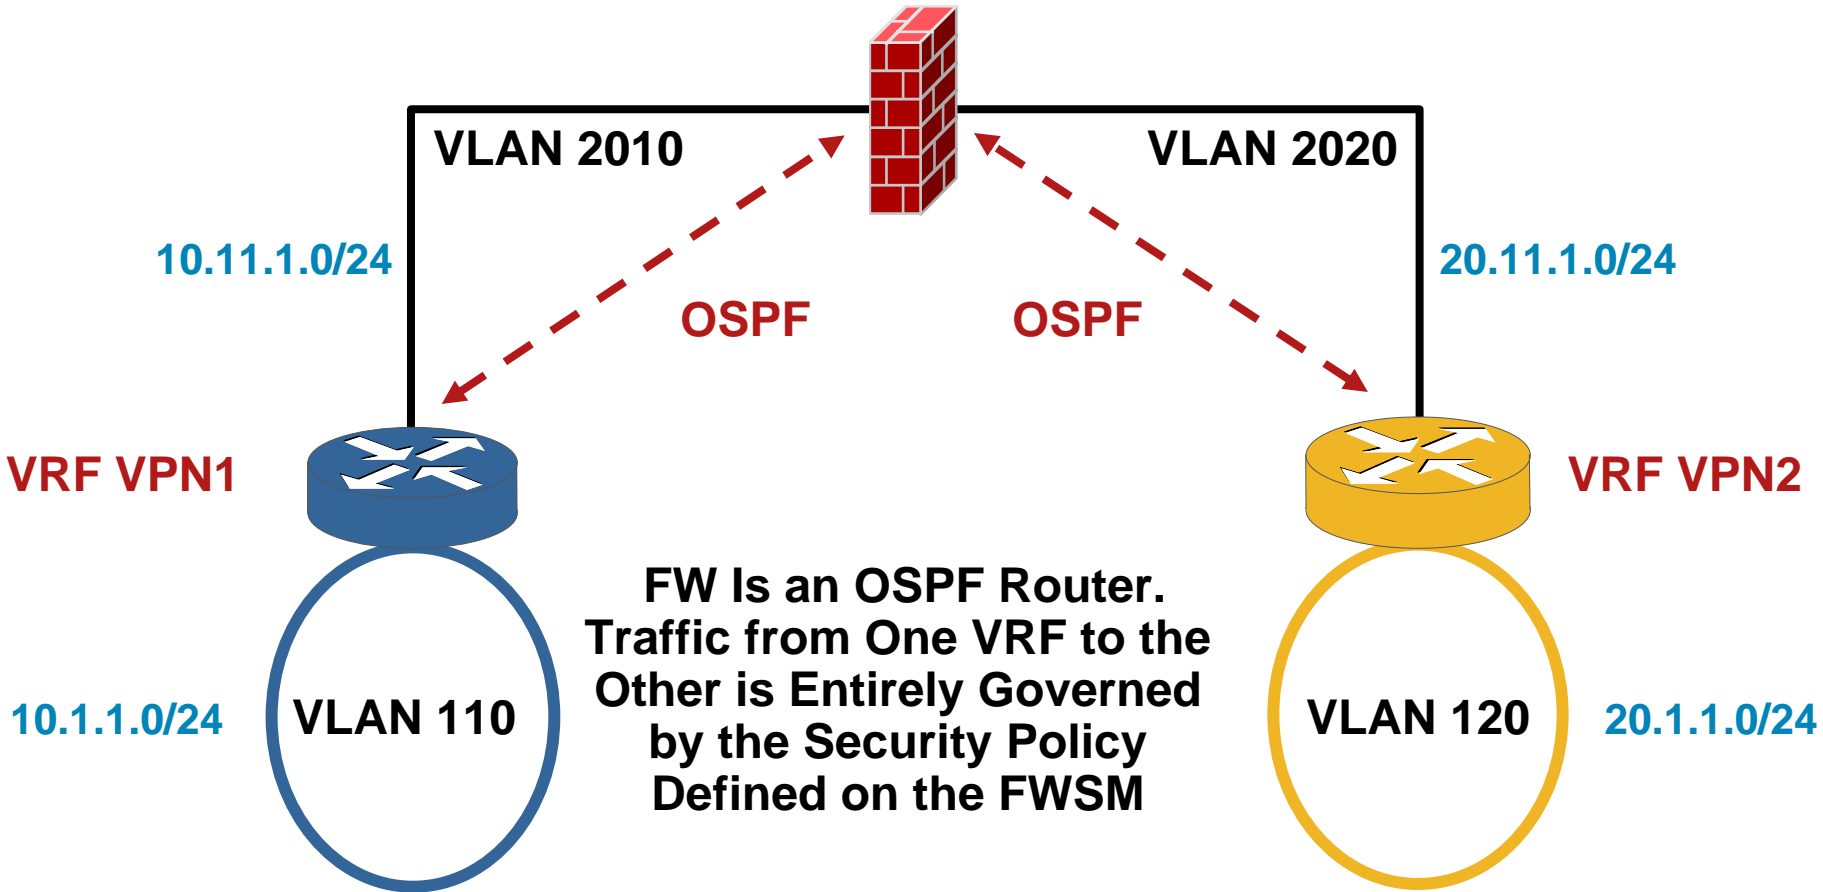 VLAN 2010
VLAN 2020
10.11.1.0/24
20.11.1.0/24
OSPF
OSPF
VRF VPN1
VRF VPN2
FW Is an OSPF Router.
Traffic from One VRF to the
Other is Entirely Governed
by the Security Policy
Defined on the FWSM
10.1.1.0/24
VLAN 110
VLAN 120
20.1.1.0/24